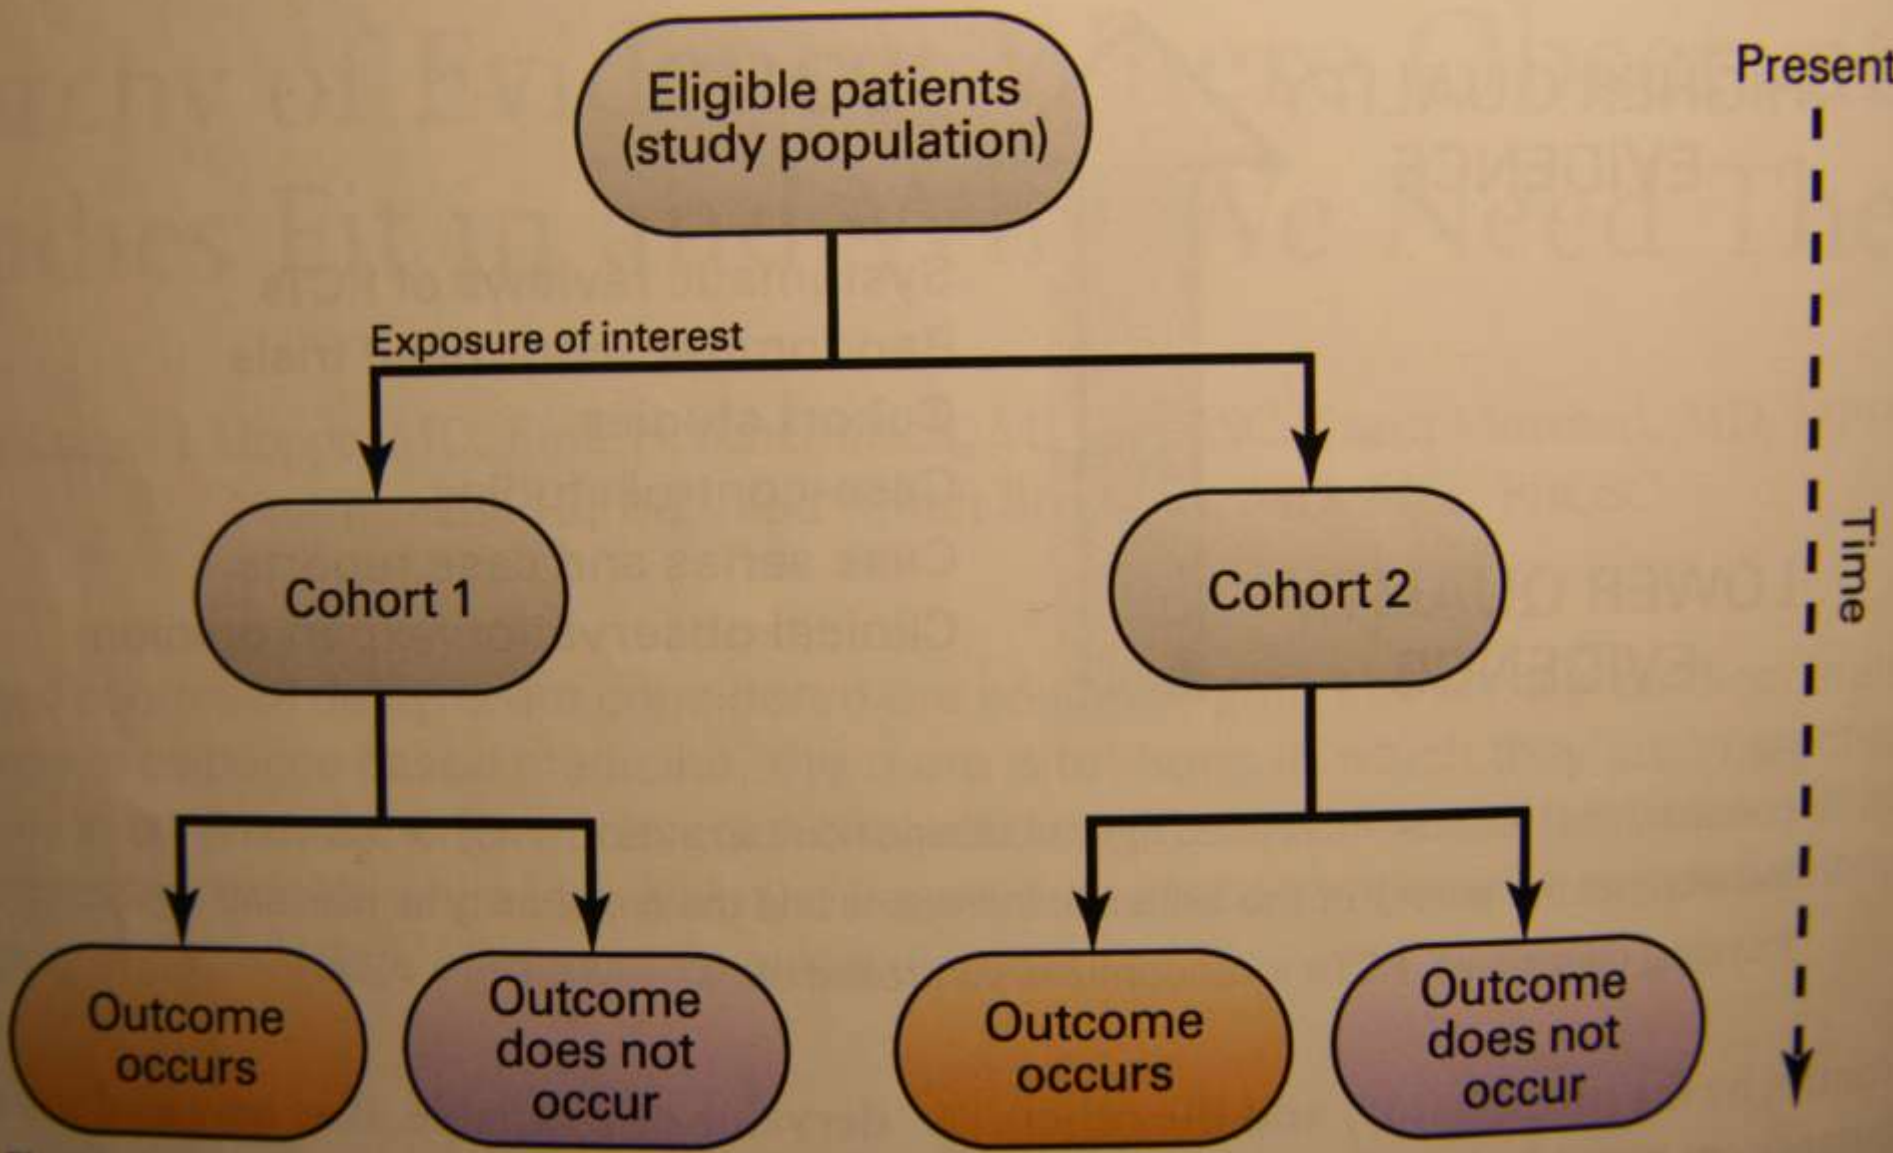 Eligible patients
(study population)
Present
Exposure of interest
Time
Cohort 1
Cohort 2
Outcome
occurs
Outcome
does not
occur
Outcome
occurs
Outcome
does not
occur